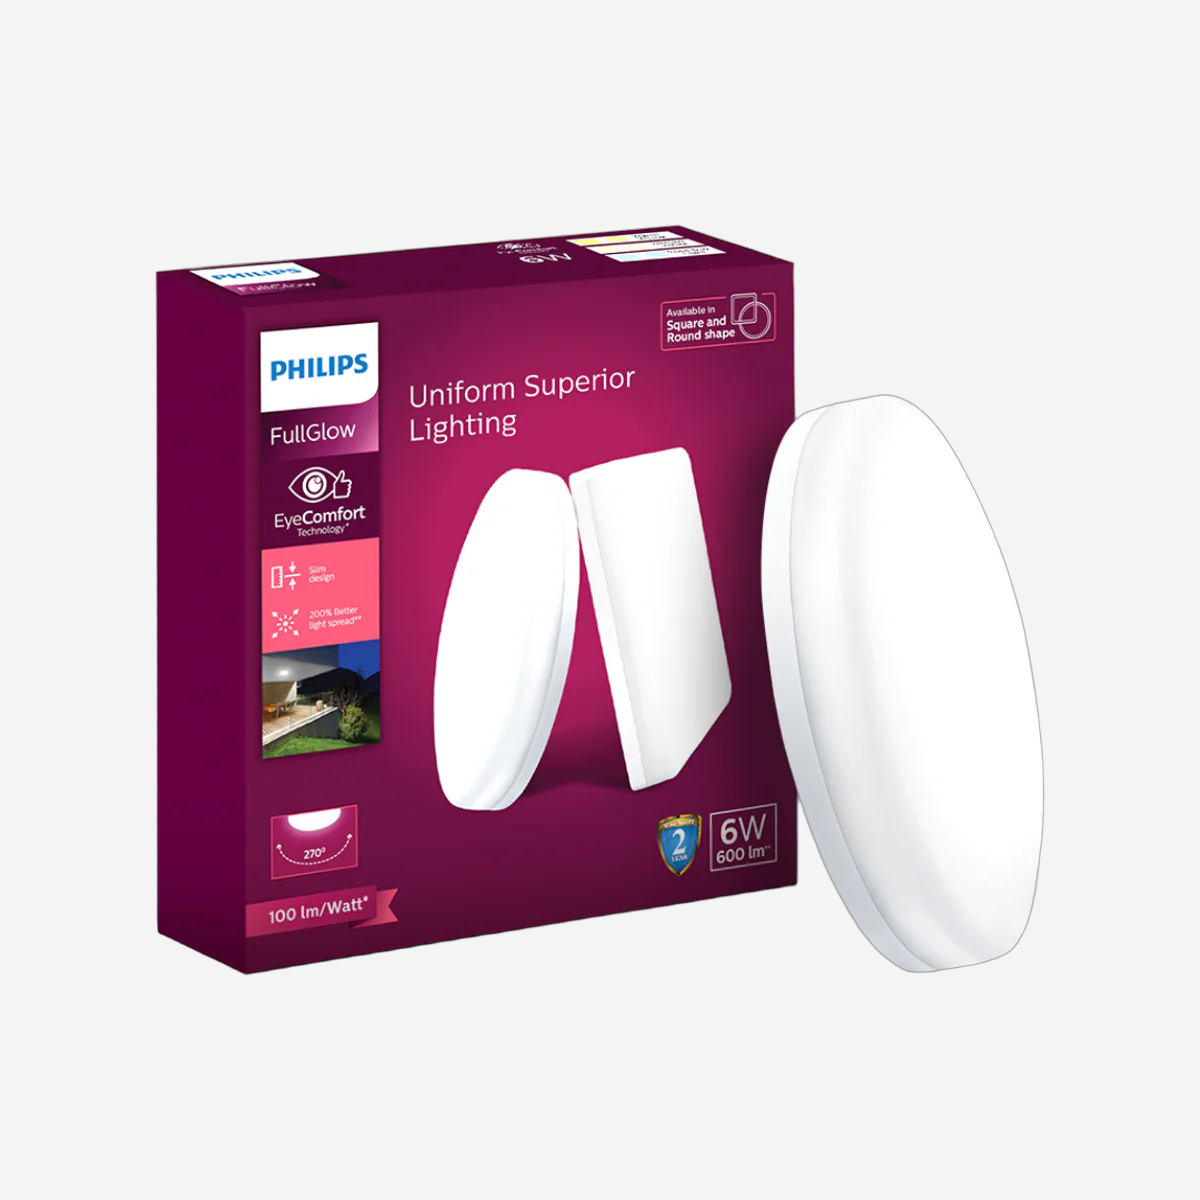 PHILIPS
FullGlow
6W
Available in
Square and
Round shape
PHILIPS
FullGlow
Uniform Superior
Lighting
EyeComfort
Technology*
Slim
design
200% Better
light spread**
270°
100 lm/Watt*
2
YEAR
6W
600 lm**